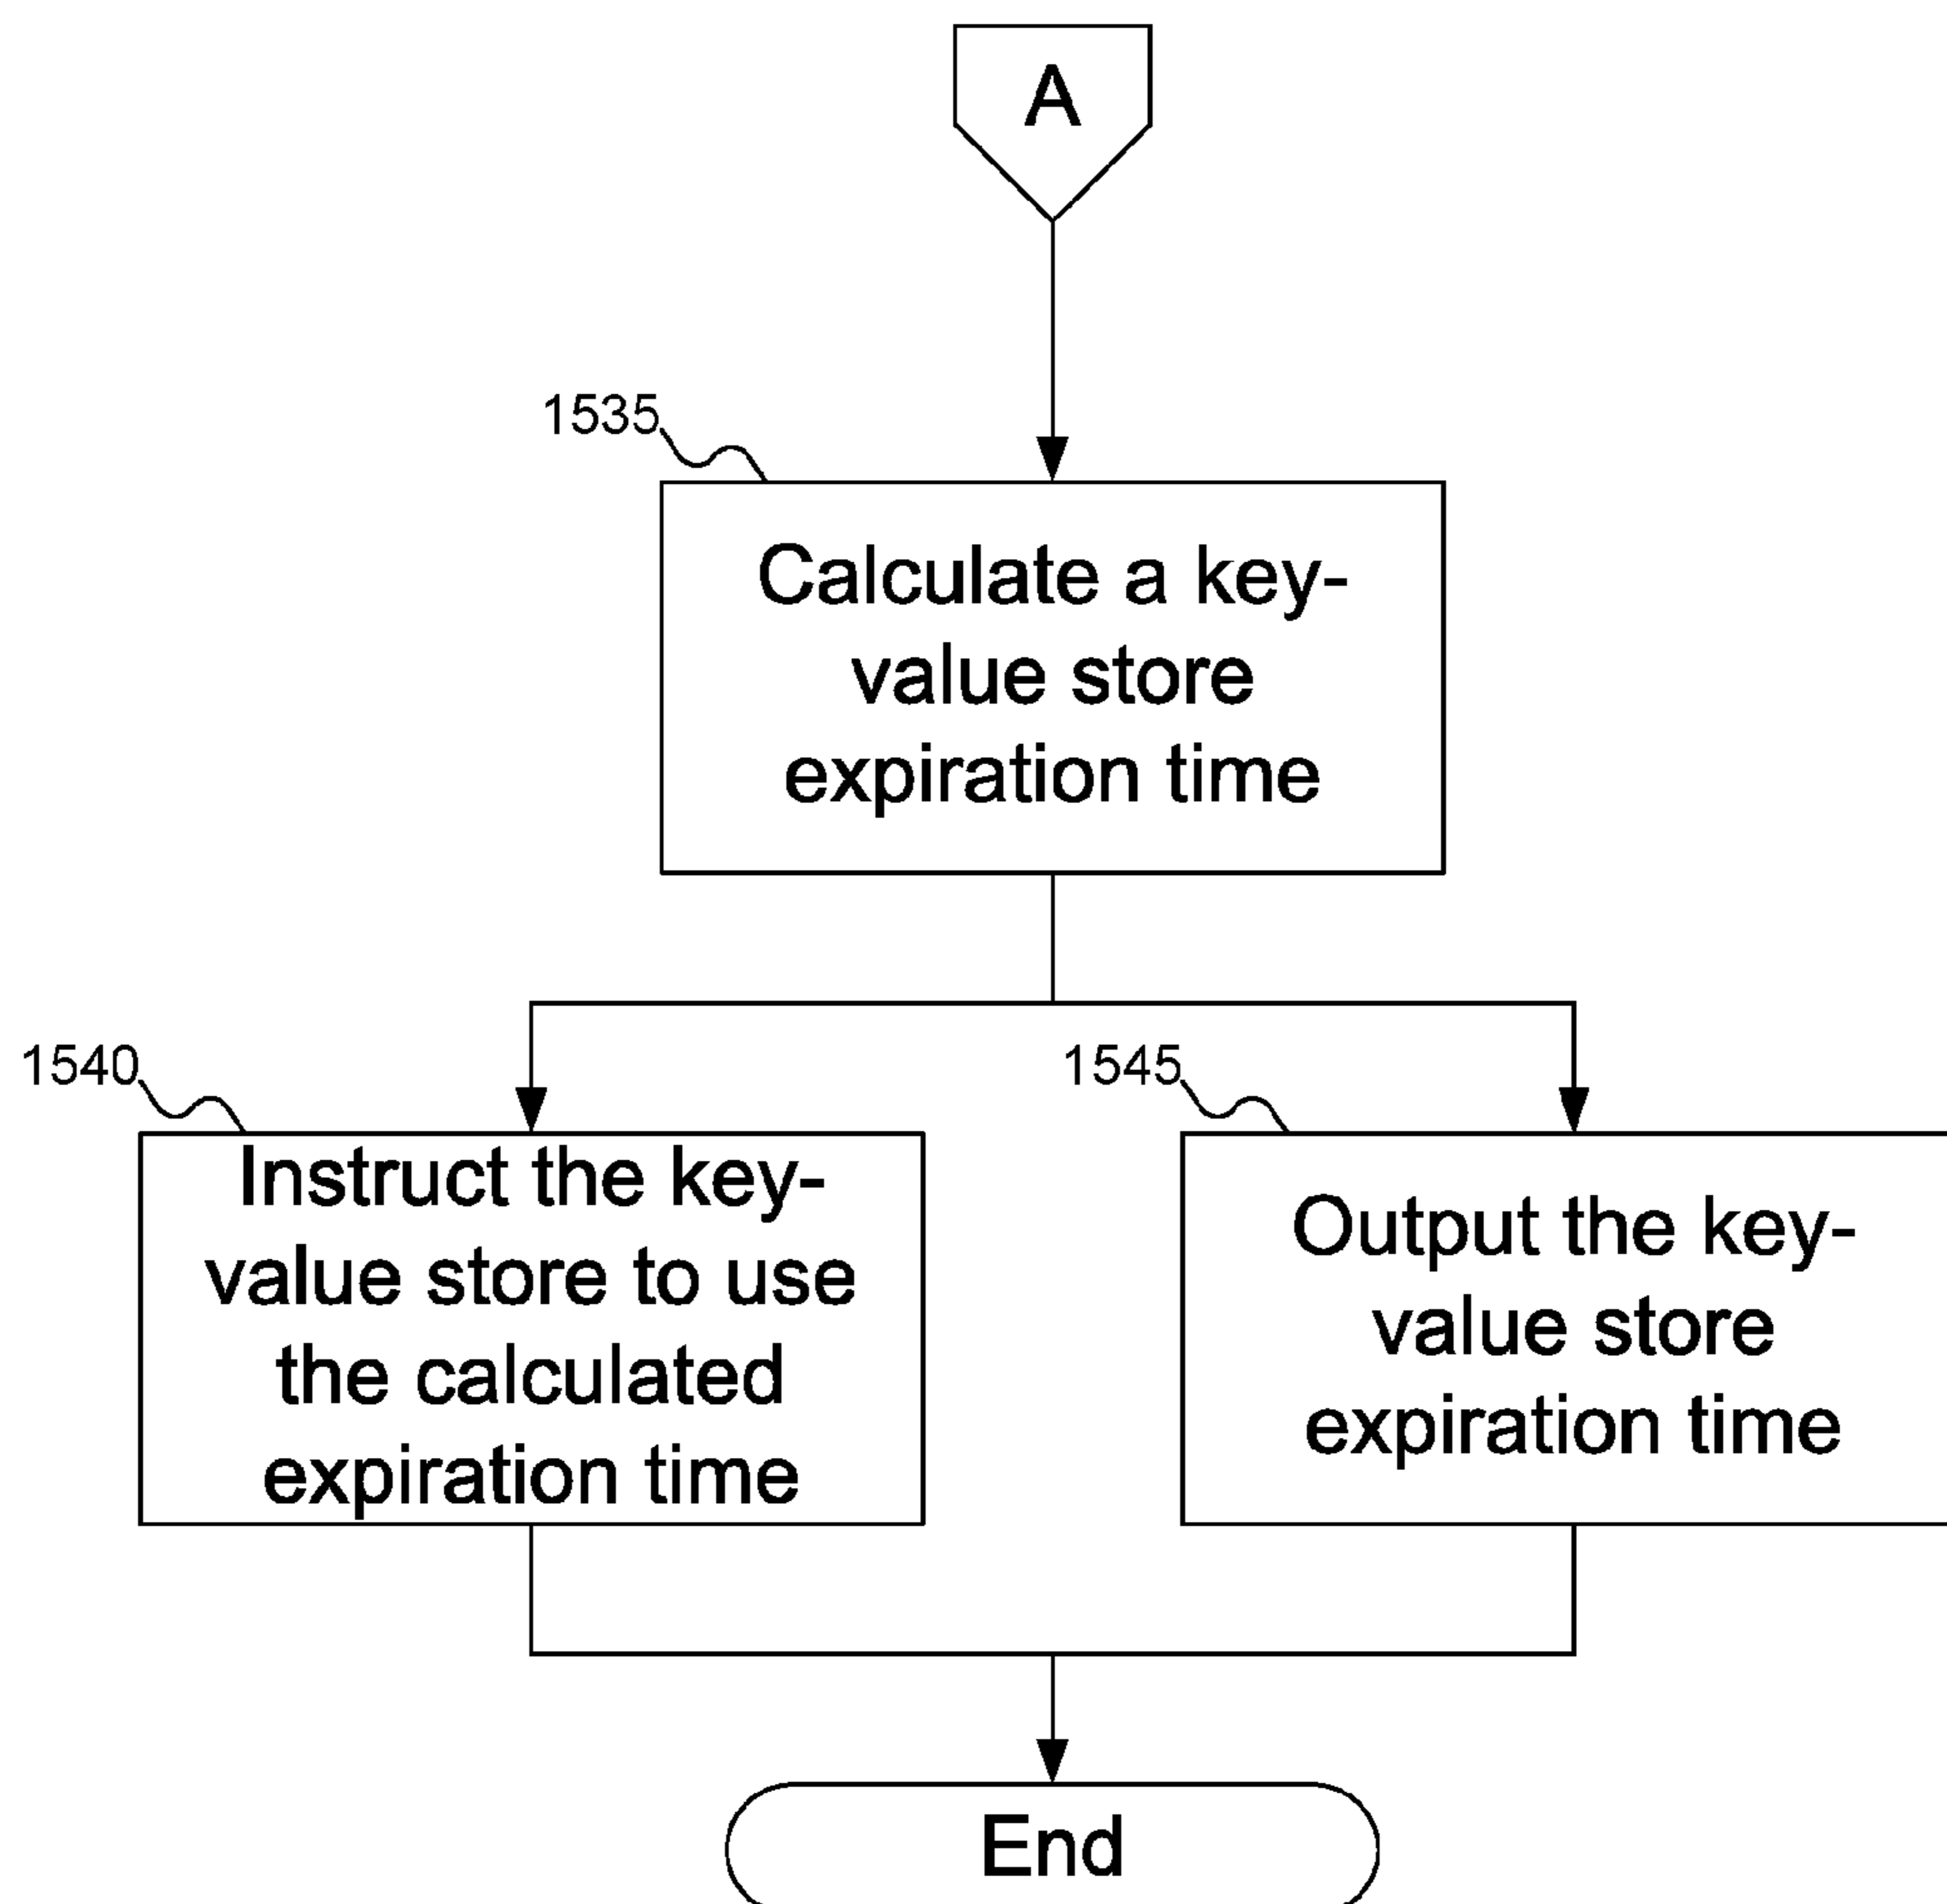 A
1535
Calculate a key-
value store
expiration time
1540
Instruct the key-
value store to use
the calculated
expiration time
1545
Output the key-
value store
expiration time
End